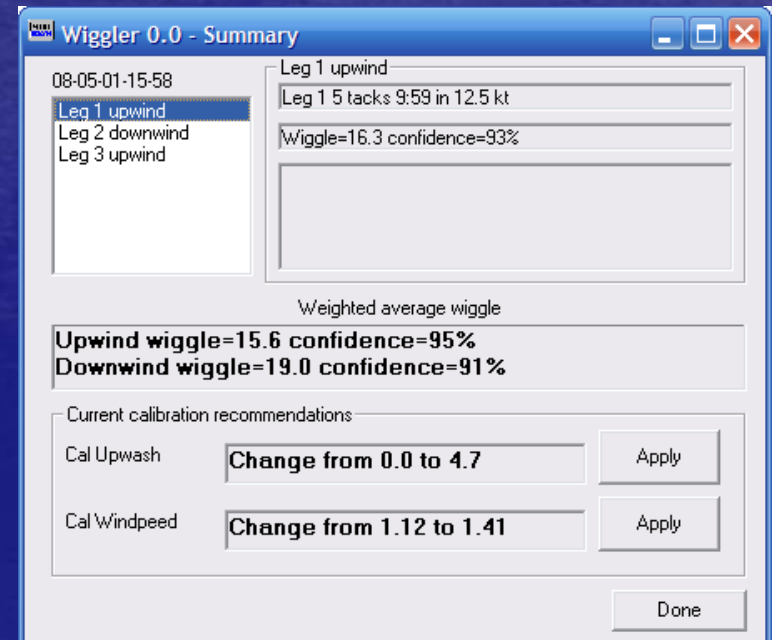 Wiggler 0.0 - Summary
08-05-01-15-58
Leg 1 upwind
Leg 2 downwind
Leg 3 upwind
Leg 1 upwind
Leg 1 5 tacks 9:59 in 12.5 kt
Wiggle=16.3 confidence=93%
Weighted average wiggle
Upwind wiggle=15.6 confidence=95%
Downwind wiggle=19.0 confidence=91%
Current calibration recommendations
Cal Upwash
Change from 0.0 to 4.7
Apply
Cal Windpeed
Change from 1.12 to 1.41
Apply
Done